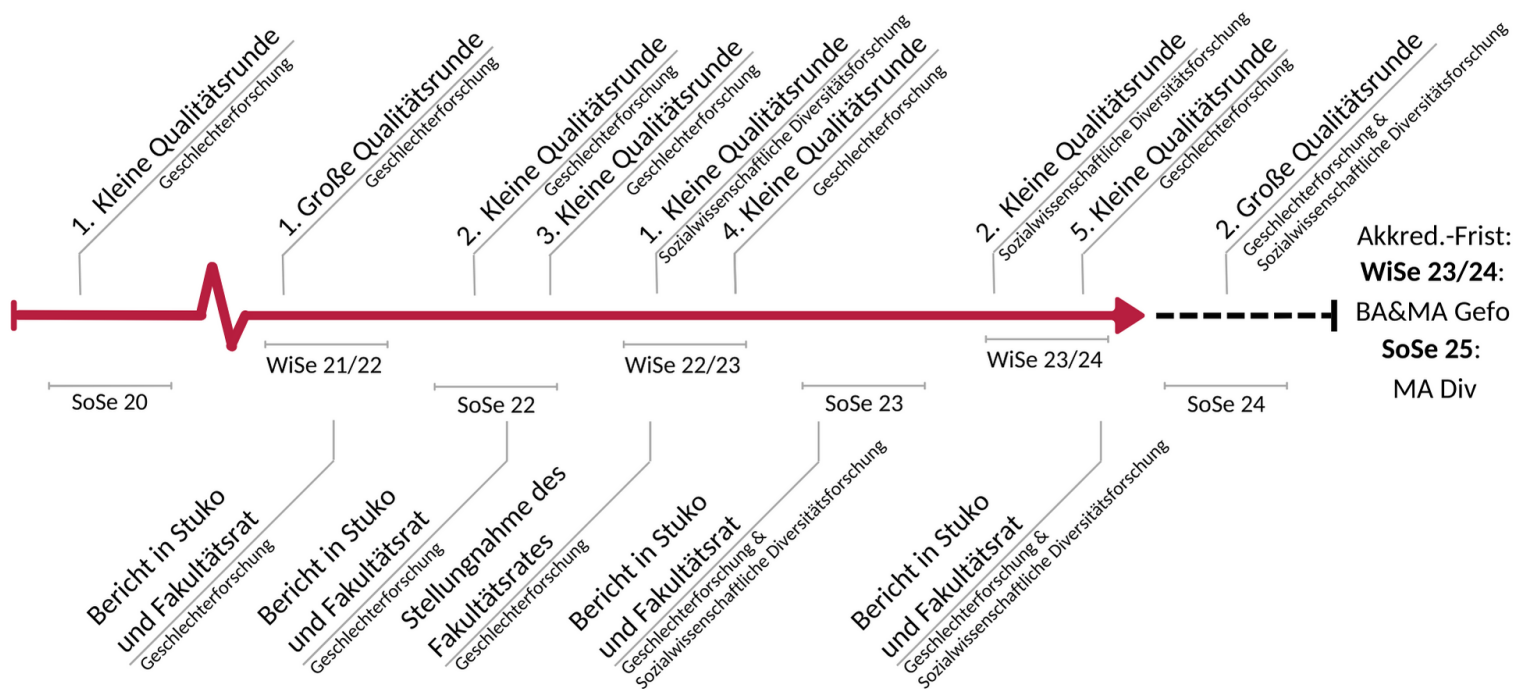 1. Kleine Qualitätsrunde
Geschlechterforschung
1. Große Qualitätsrunde
Geschlechterforschung
2. Kleine Qualitätsrunde
Geschlechterforschung
3. Kleine Qualitätsrunde
Geschlechterforschung
1. Kleine Qualitätsrunde
Sozialwissenschaftliche Diversitätsforschung
4. Kleine Qualitätsrunde
Geschlechterforschung
2. Kleine Qualitätsrunde
Sozialwissenschaftliche Diversitätsforschung
5. Kleine Qualitätsrunde
Geschlechterforschung
2. Große Qualitätsrunde
Geschlechterforschung &
Sozialwissenschaftliche Diversitätsforschung
Akkred.-Frist:
WiSe 23/24:
BA&MA Gefo
SoSe 25:
MA Div
SoSe 20
WiSe 21/22
SoSe 22
WiSe 22/23
SoSe 23
WiSe 23/24
SoSe 24
Bericht in Stuko
und Fakultätsrat
Geschlechterforschung
Bericht in Stuko
und Fakultätsrat
Geschlechterforschung
Stellungnahme des
Fakultätsrates
Geschlechterforschung
Bericht in Stuko
und Fakultätsrat
Geschlechterforschung &
Sozialwissenschaftliche Diversitätsforschung
Bericht in Stuko
und Fakultätsrat
Geschlechterforschung &
Sozialwissenschaftliche Diversitätsforschung